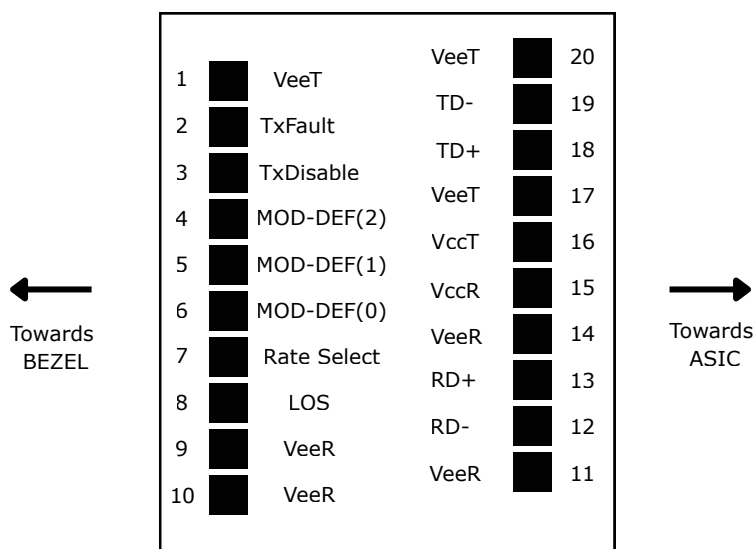 1 VeeT
2 TxFault
3 TxDisable
4 MOD-DEF(2)
5 MOD-DEF(1)
6 MOD-DEF(0)
7 Rate Select
8 LOS
9 VeeR
10 VeeR
VeeT 20
TD- 19
TD+ 18
VeeT 17
VccT 16
VccR 15
VeeR 14
RD+ 13
RD- 12
VeeR 11
Towards
BEZEL
Towards
ASIC